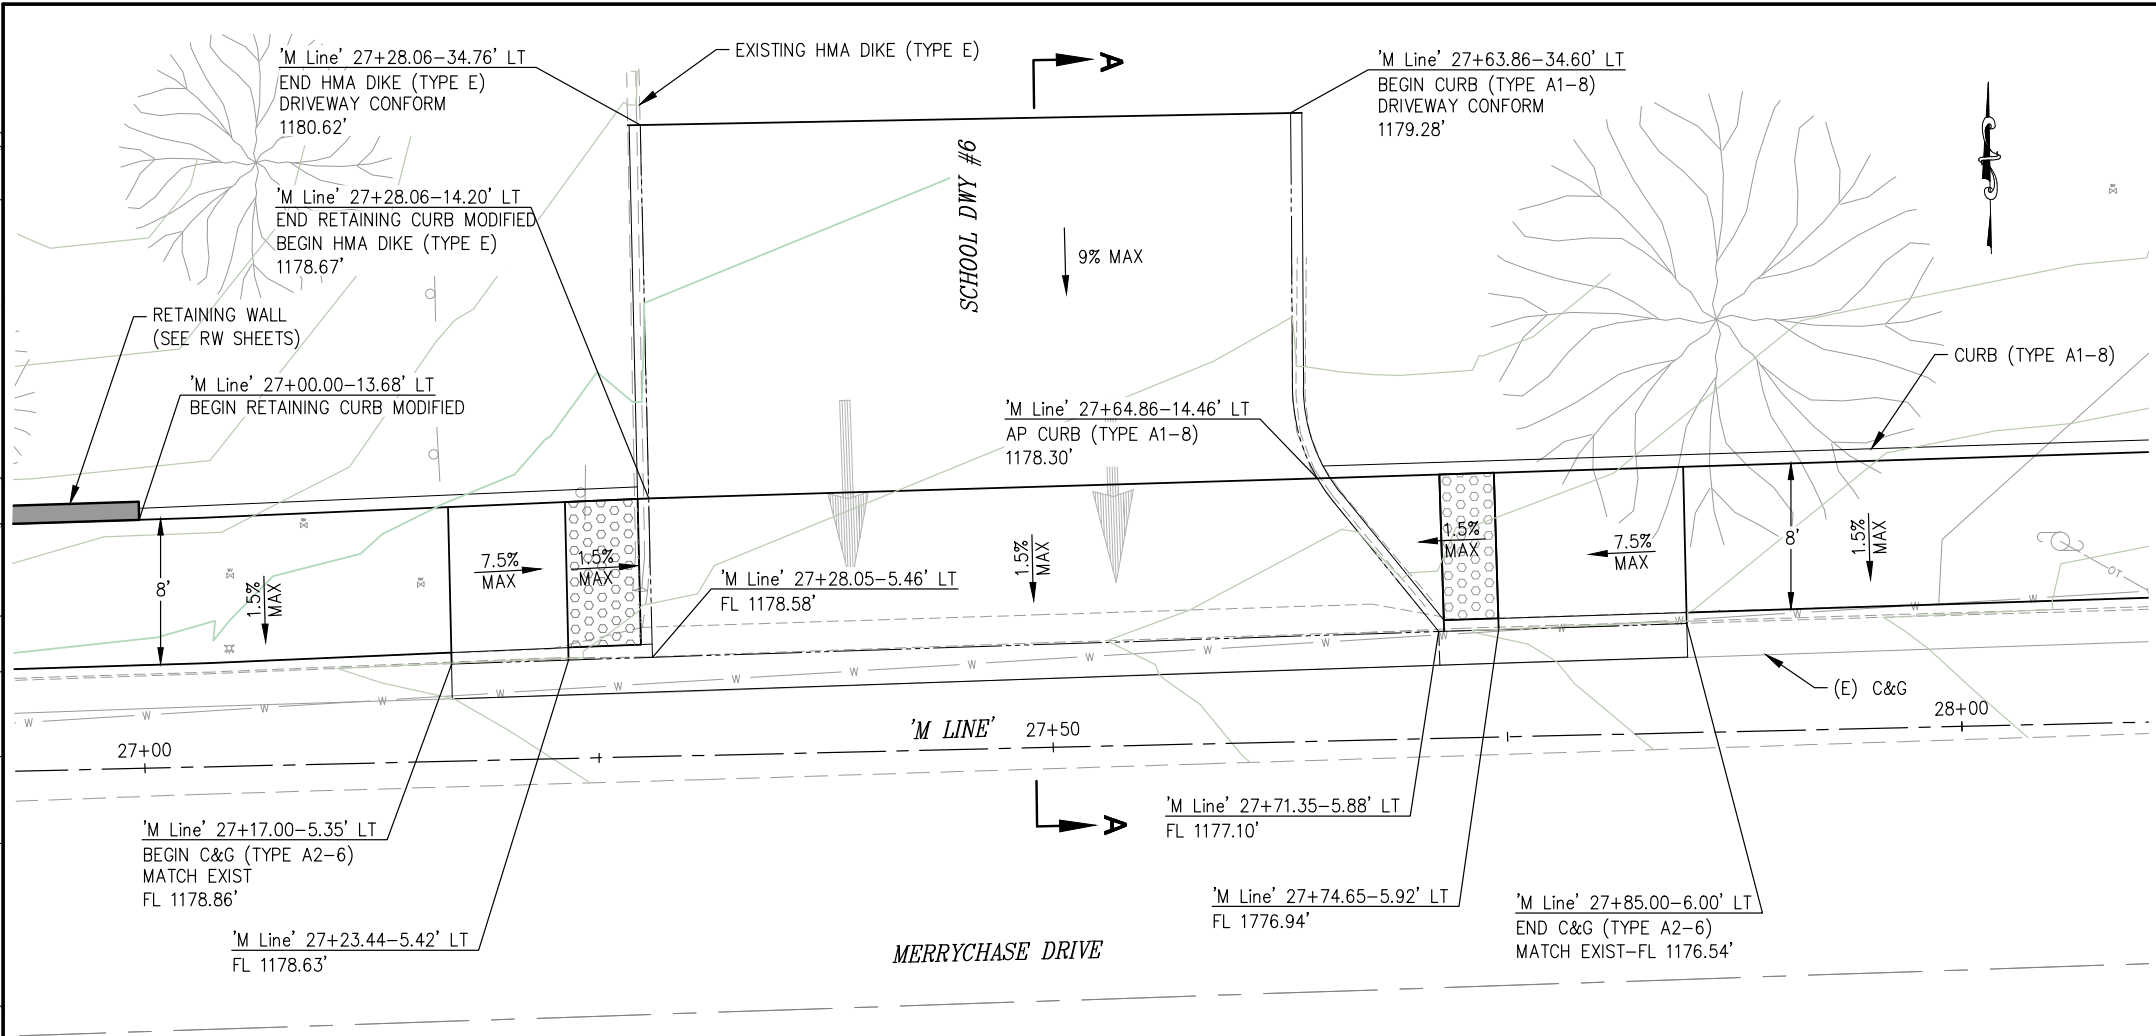 'M Line' 27+28.06-34.76' LT
END HMA DIKE (TYPE E)
DRIVEWAY CONFORM
1180.62'
EXISTING HMA DIKE (TYPE E)
A
'M Line' 27+63.86-34.60' LT
BEGIN CURB (TYPE A1-8)
DRIVEWAY CONFORM
1179.28'
'M Line' 27+28.06-14.20' LT
END RETAINING CURB MODIFIED
BEGIN HMA DIKE (TYPE E)
1178.67'
SCHOOL DWY #6
9% MAX
RETAINING WALL
(SEE RW SHEETS)
'M Line' 27+00.00-13.68' LT
BEGIN RETAINING CURB MODIFIED
CURB (TYPE A1-8)
'M Line' 27+64.86-14.46' LT
AP CURB (TYPE A1-8)
1178.30'
8'
1.5%
MAX
7.5%
MAX
1.5%
MAX
'M Line' 27+28.05-5.46' LT
FL 1178.58'
1.5%
MAX
1.5%
MAX
7.5%
MAX
8'
1.5%
MAX
OT
W W W W W W W W W W W W W W W W W W
(E) C&G
27+00
'M LINE'
27+50
28+00
'M Line' 27+17.00-5.35' LT
BEGIN C&G (TYPE A2-6)
MATCH EXIST
FL 1178.86'
'M Line' 27+23.44-5.42' LT
FL 1178.63'
A
'M Line' 27+71.35-5.88' LT
FL 1177.10'
'M Line' 27+74.65-5.92' LT
FL 1776.94'
'M Line' 27+85.00-6.00' LT
END C&G (TYPE A2-6)
MATCH EXIST-FL 1176.54'
MERRYCHASE DRIVE